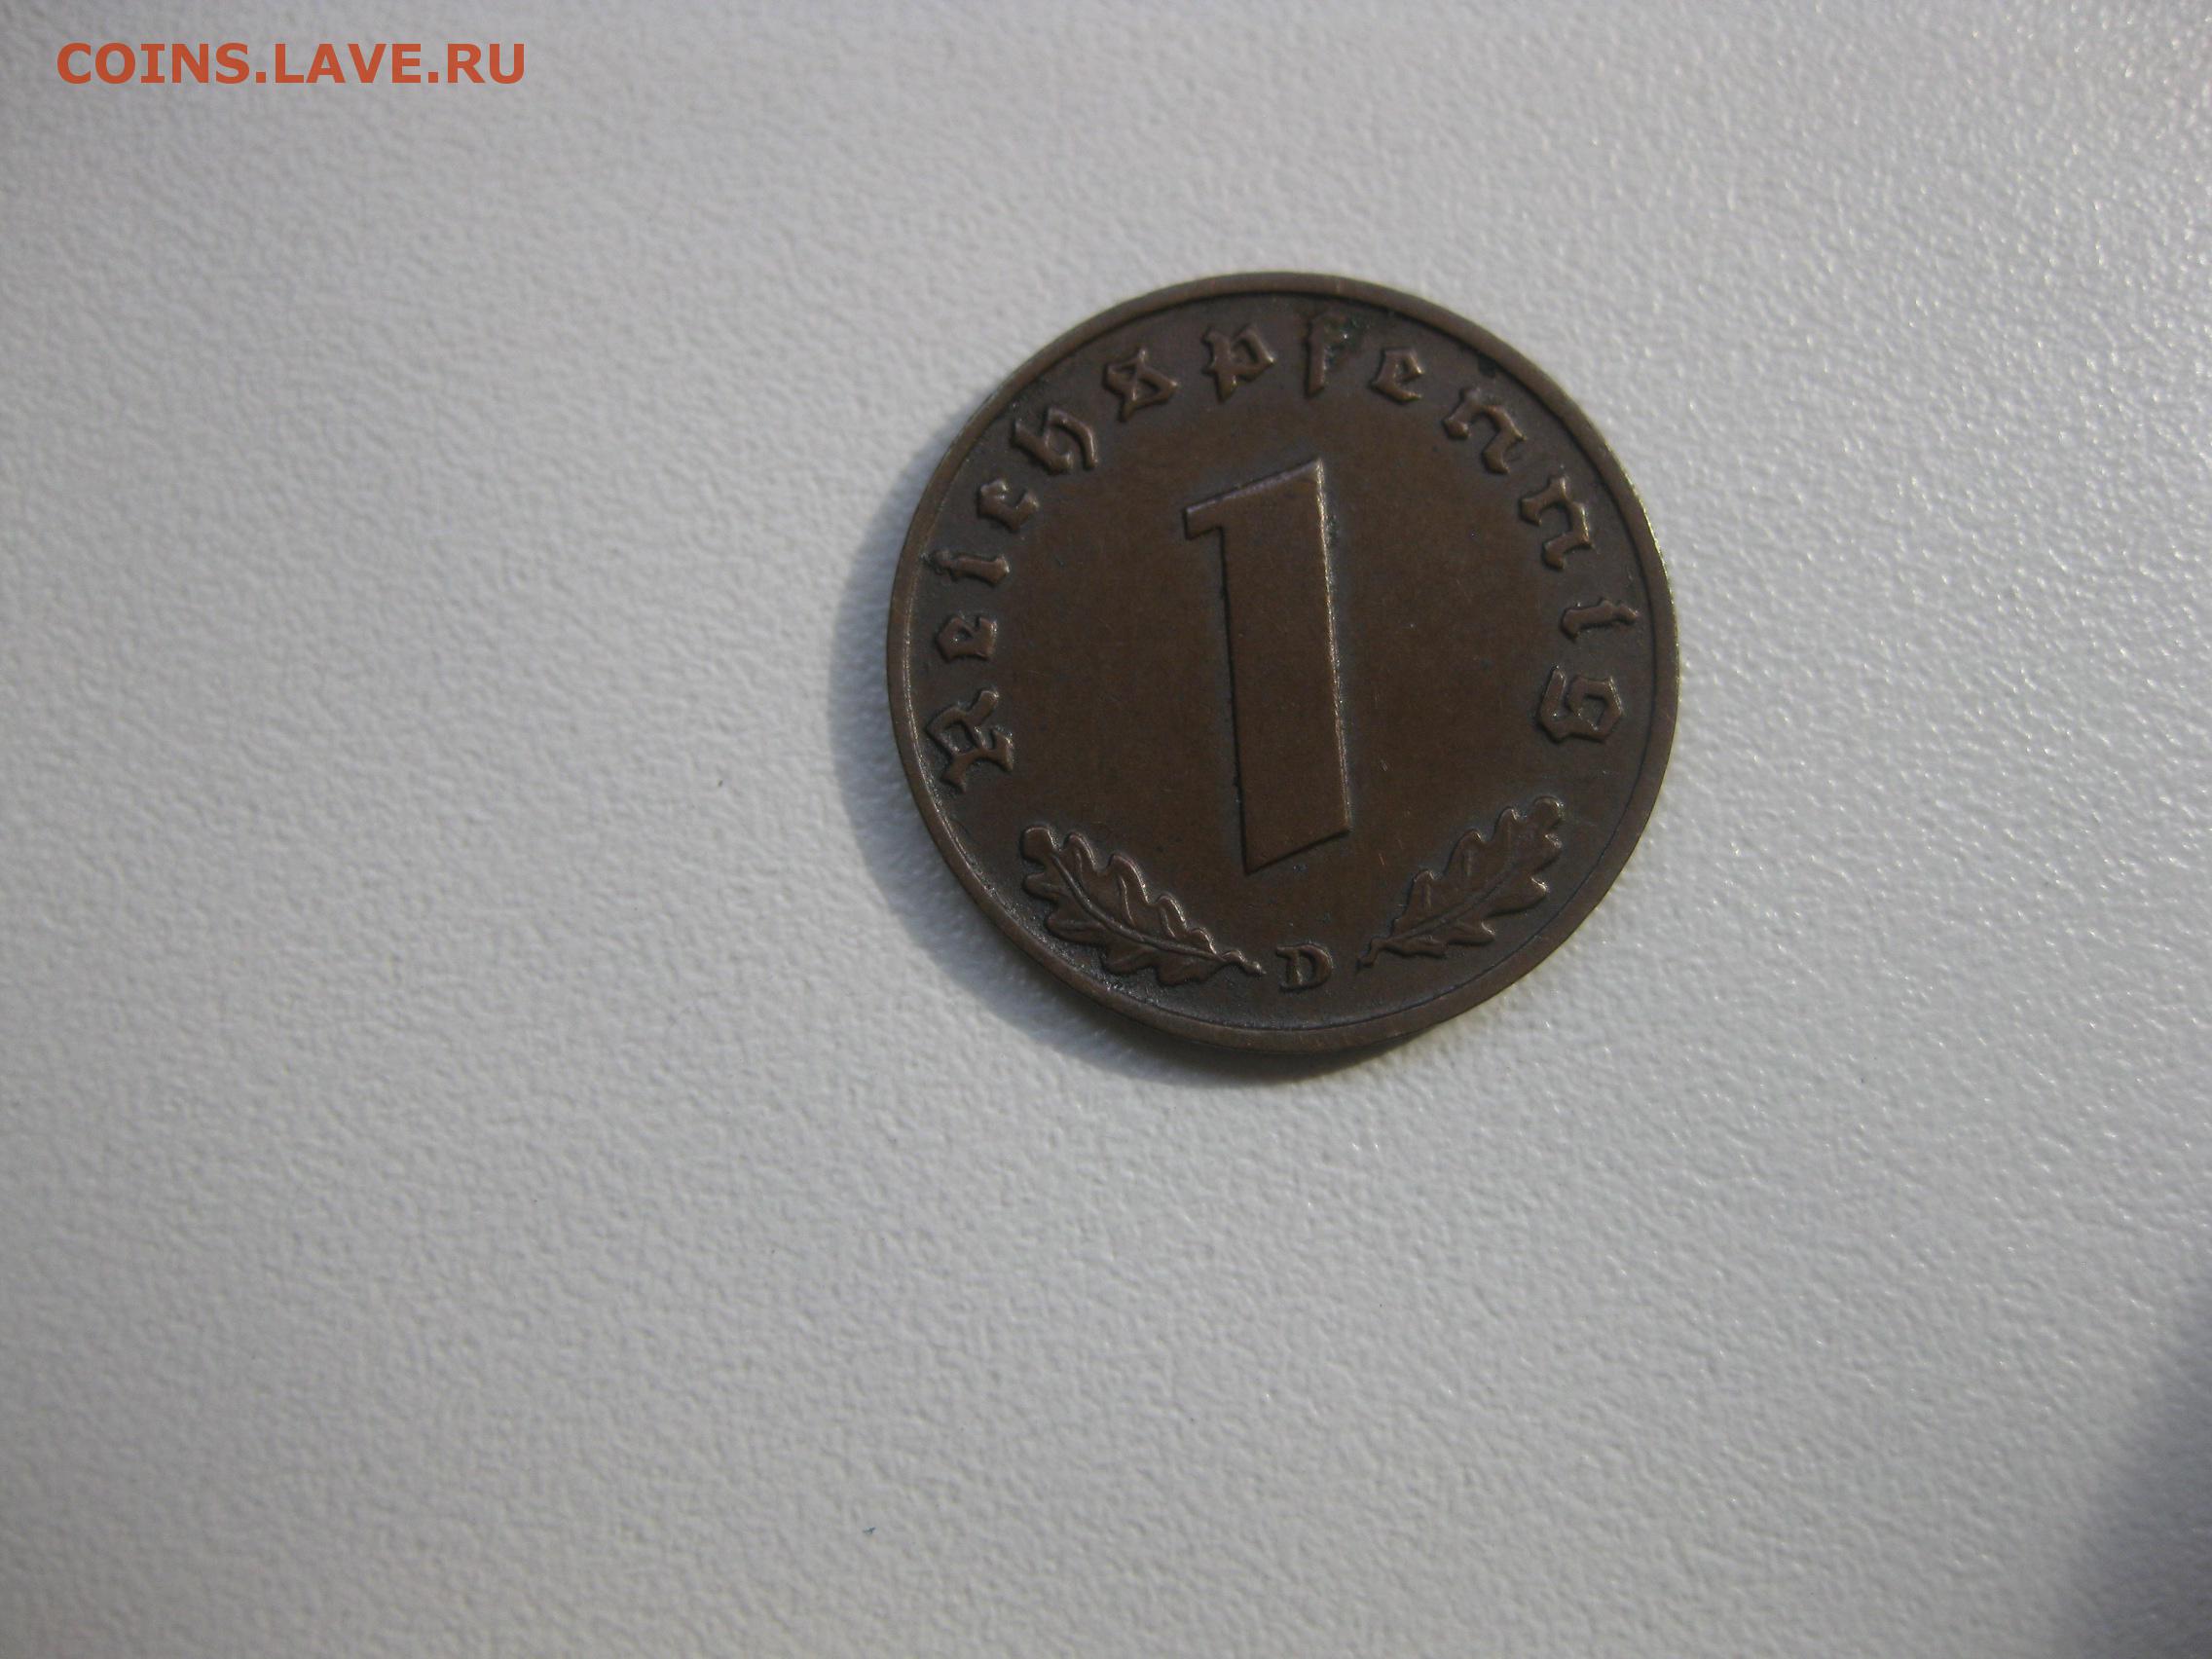 COINS.LAVE.RU
Reichspfennig
1
D